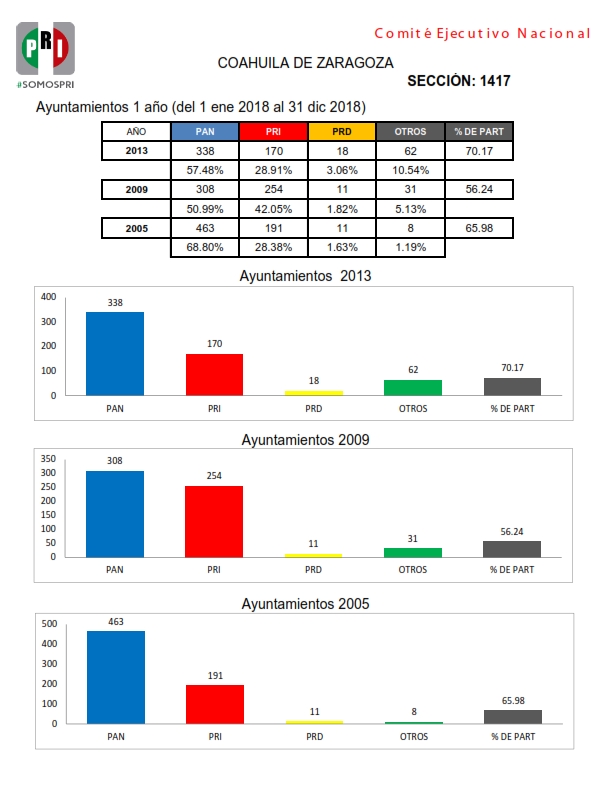 Comité Ejecutivo Nacional
PRI
#SOMOSPRI
COAHUILA DE ZARAGOZA
SECCIÓN: 1417
Ayuntamientos 1 año (del 1 ene 2018 al 31 dic 2018)
AÑO PAN PRI PRD OTROS % DE PART
2013 338 170 18 62 70.17
57.48% 28.91% 3.06% 10.54%
2009 308 254 11 31 56.24
50.99% 42.05% 1.82% 5.13%
2005 463 191 11 8 65.98
68.80% 28.38% 1.63% 1.19%
Ayuntamientos 2013
400
338
300
200
170
100
18
62
70.17
0
PAN PRI PRD OTROS % DE PART
Ayuntamientos 2009
350
308
300
254
250
200
150
100
11
31
56.24
50
0
PAN PRI PRD OTROS % DE PART
Ayuntamientos 2005
500
463
400
300
200
191
100
11
8
65.98
0
PAN PRI PRD OTROS % DE PART